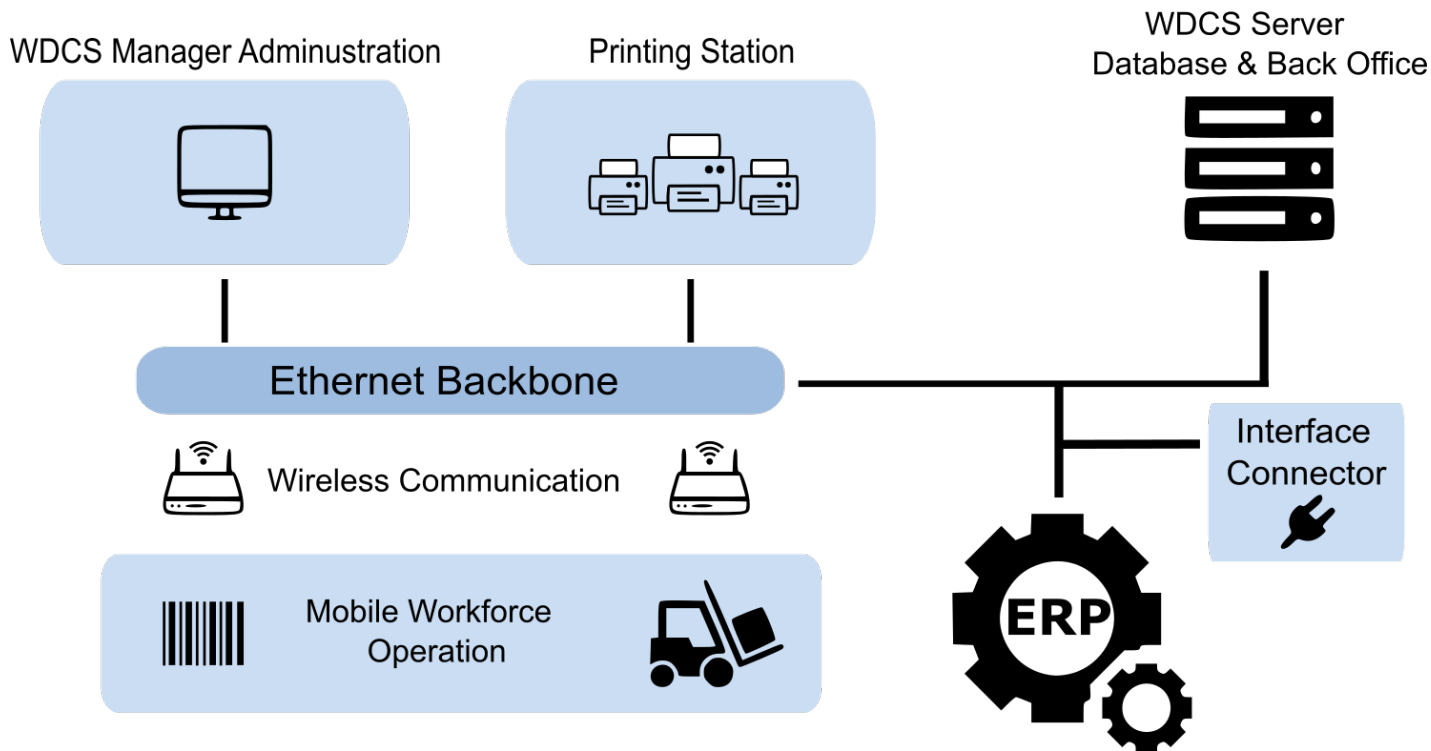 WDCS Manager Adminustration
Printing Station
WDCS Server
Database & Back Office
Ethernet Backbone
Interface
Connector
Wireless Communication
Mobile Workforce
Operation
ERP